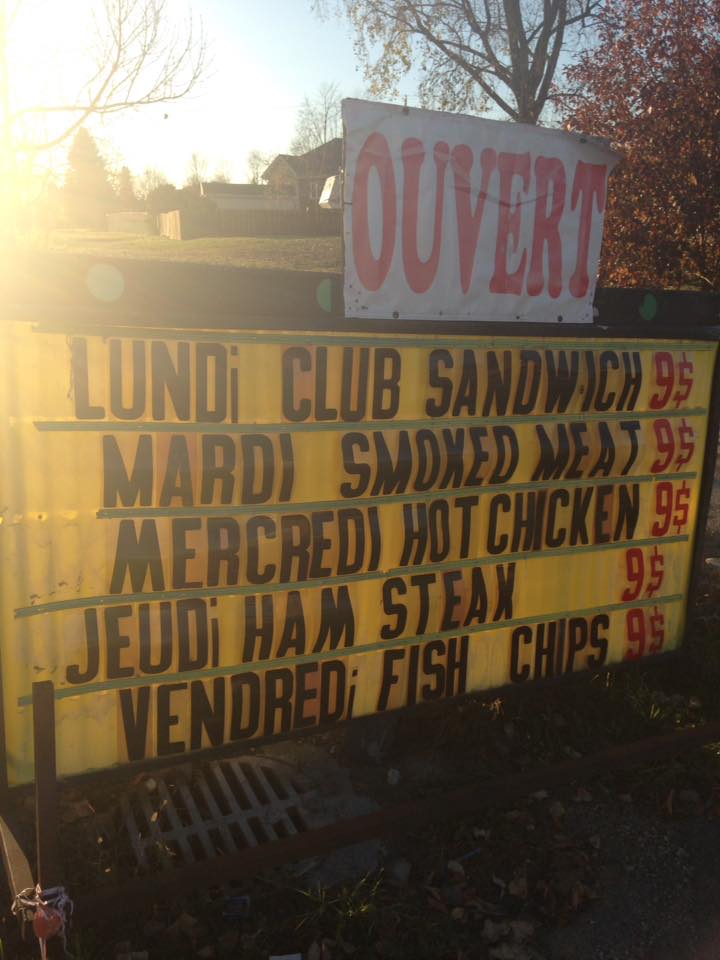 OUVERT
LUNDi CLUB SANDWICH 9$
MARDI SMOKED MEAT 9$
MERCREDI HOT CHICKEN 9$
JEUDi HAM STEAK 9$
VENDREDi FISH CHIPS 9$